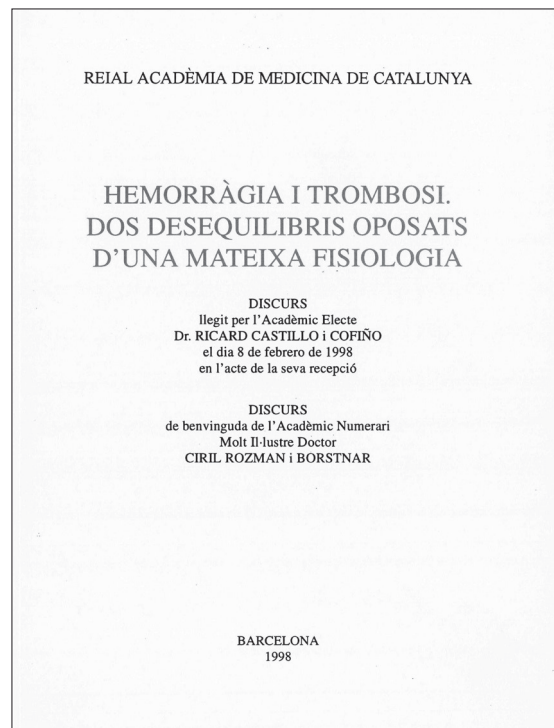 REIAL ACADÈMIA DE MEDICINA DE CATALUNYA
HEMORRÀGIA I TROMBOSI.
DOS DESEQUILIBRIS OPOSATS
D'UNA MATEIXA FISIOLOGIA
DISCURS
llegit per l'Acadèmic Electe
Dr. RICARD CASTILLO i COFIÑO
el dia 8 de febrero de 1998
en l'acte de la seva recepció
DISCURS
de benvinguda de l'Acadèmic Numerari
Molt Il·lustre Doctor
CIRIL ROZMAN i BORSTNAR
BARCELONA
1998